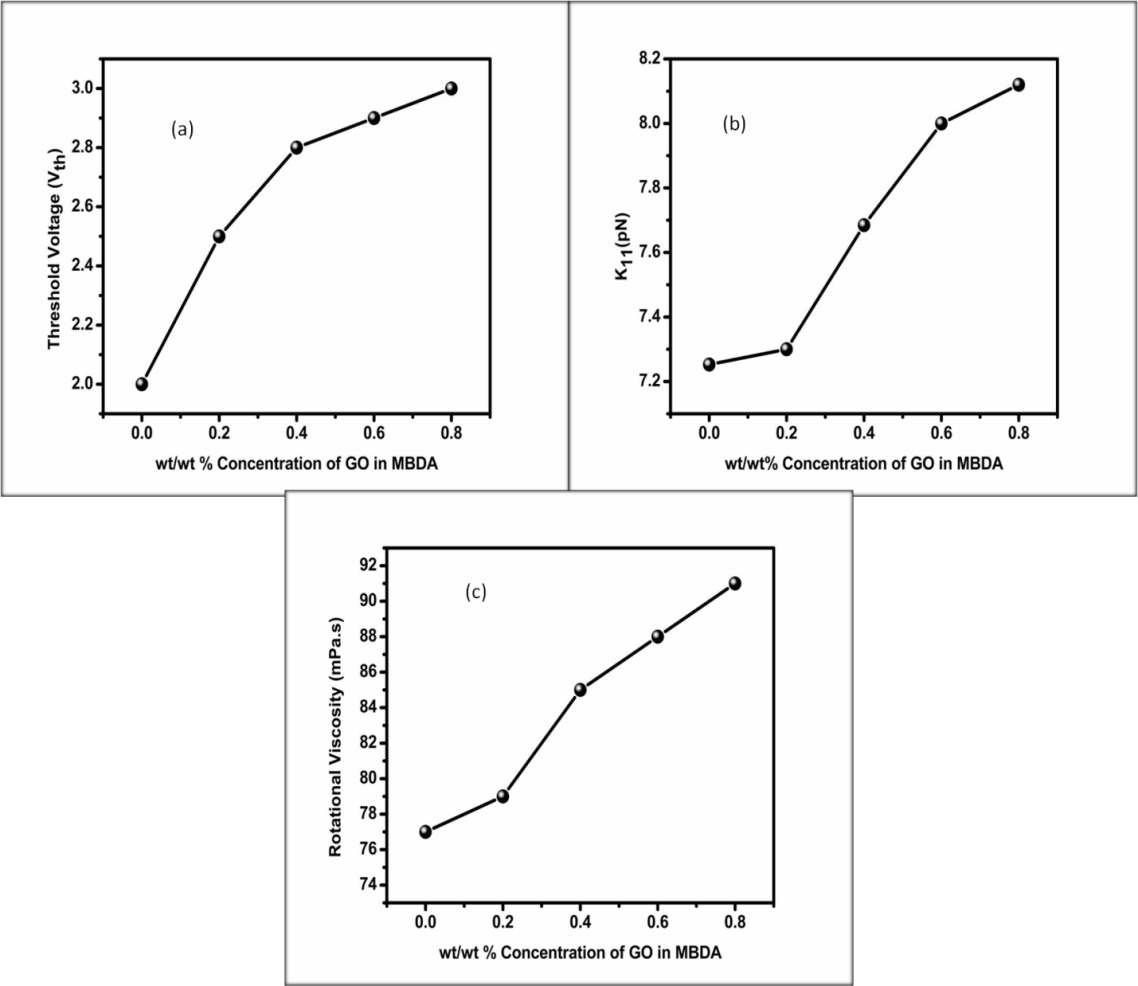 (a)
Threshold Voltage (Vth)
3.0
2.8
2.6
2.4
2.2
2.0
0.0 0.2 0.4 0.6 0.8
wt/wt % Concentration of GO in MBDA
(b)
K11(pN)
8.2
8.0
7.8
7.6
7.4
7.2
0.0 0.2 0.4 0.6 0.8
wt/wt% Concentration of GO in MBDA
(c)
Rotational Viscosity (mPa.s)
92
90
88
86
84
82
80
78
76
74
0.0 0.2 0.4 0.6 0.8
wt/wt % Concentration of GO in MBDA